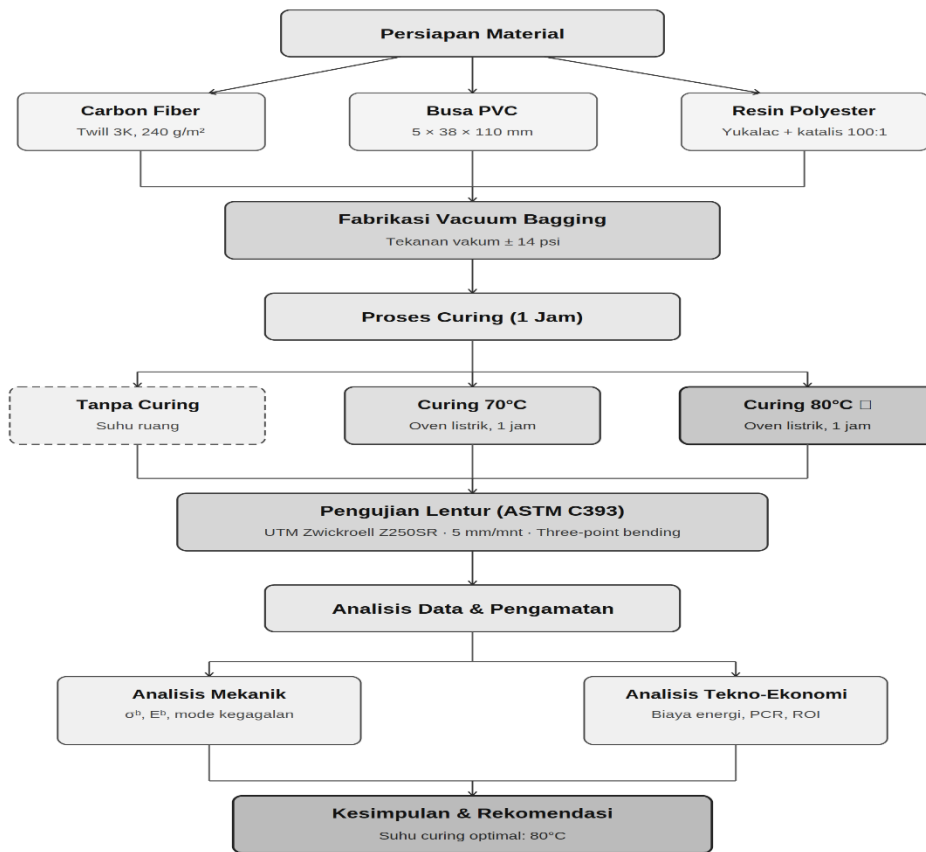 Persiapan Material
Carbon Fiber
Twill 3K, 240 g/m²
Busa PVC
5 × 38 × 110 mm
Resin Polyester
Yukalac + katalis 100:1
Fabrikasi Vacuum Bagging
Tekanan vakum ± 14 psi
Proses Curing (1 Jam)
Tanpa Curing
Suhu ruang
Curing 70°C
Oven listrik, 1 jam
Curing 80°C □
Oven listrik, 1 jam
Pengujian Lentur (ASTM C393)
UTM Zwickroell Z250SR · 5 mm/mnt · Three-point bending
Analisis Data & Pengamatan
Analisis Mekanik
σᵇ, Eᵇ, mode kegagalan
Analisis Tekno-Ekonomi
Biaya energi, PCR, ROI
Kesimpulan & Rekomendasi
Suhu curing optimal: 80°C